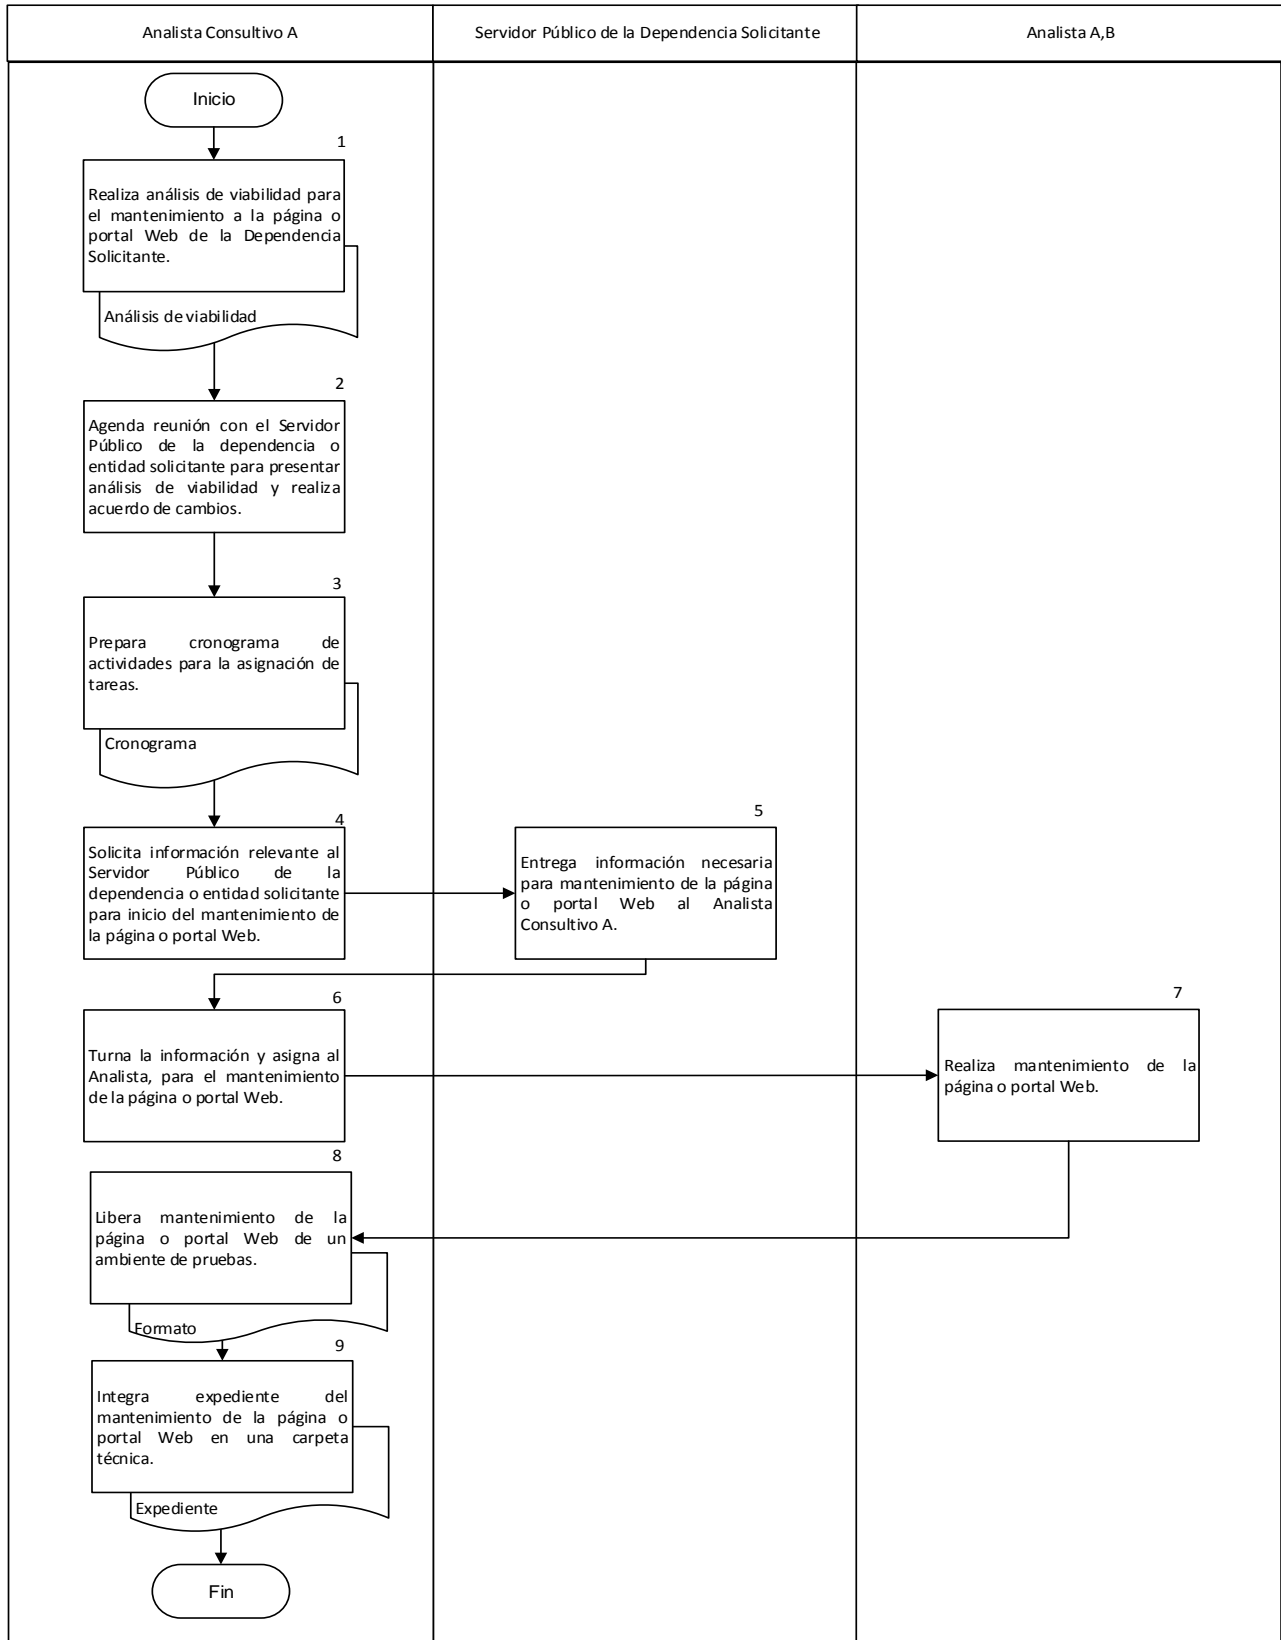 Analista Consultivo A
Servidor Público de la Dependencia Solicitante
Analista A,B
Inicio
1
Realiza análisis de viabilidad para
el mantenimiento a la página o
portal Web de la Dependencia
Solicitante.
Análisis de viabilidad
2
Agenda reunión con el Servidor
Público de la dependencia o
entidad solicitante para presentar
análisis de viabilidad y realiza
acuerdo de cambios.
3
Prepara cronograma de
actividades para la asignación de
tareas.
Cronograma
4
Solicita información relevante al
Servidor Público de la
dependencia o entidad solicitante
para inicio del mantenimiento de
la página o portal Web.
5
Entrega información necesaria
para mantenimiento de la página
o portal Web al Analista
Consultivo A.
6
Turna la información y asigna al
Analista, para el mantenimiento
de la página o portal Web.
7
Realiza mantenimiento de la
página o portal Web.
8
Libera mantenimiento de la
página o portal Web de un
ambiente de pruebas.
Formato
9
Integra expediente del
mantenimiento de la página o
portal Web en una carpeta
técnica.
Expediente
Fin